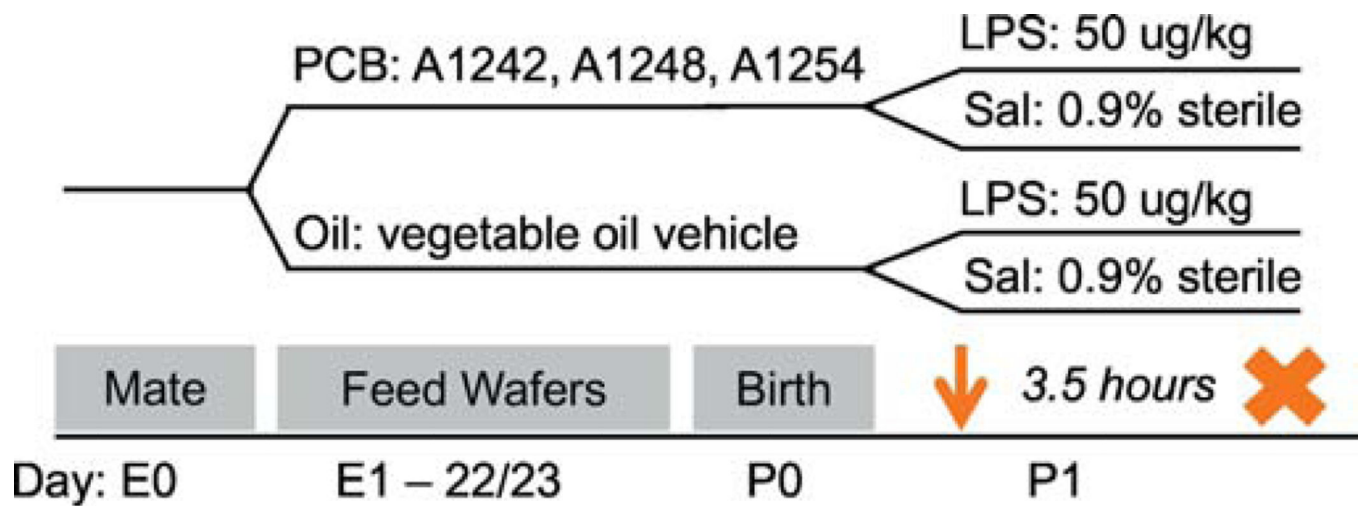 LPS: 50 ug/kg
PCB: A1242, A1248, A1254
Sal: 0.9% sterile
LPS: 50 ug/kg
Oil: vegetable oil vehicle
Sal: 0.9% sterile
Mate Feed Wafers Birth 3.5 hours
Day: E0 E1 – 22/23 P0 P1